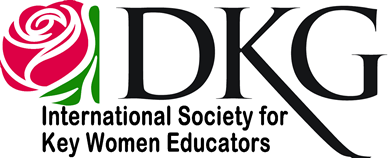 DKG
International Society for
Key Women Educators